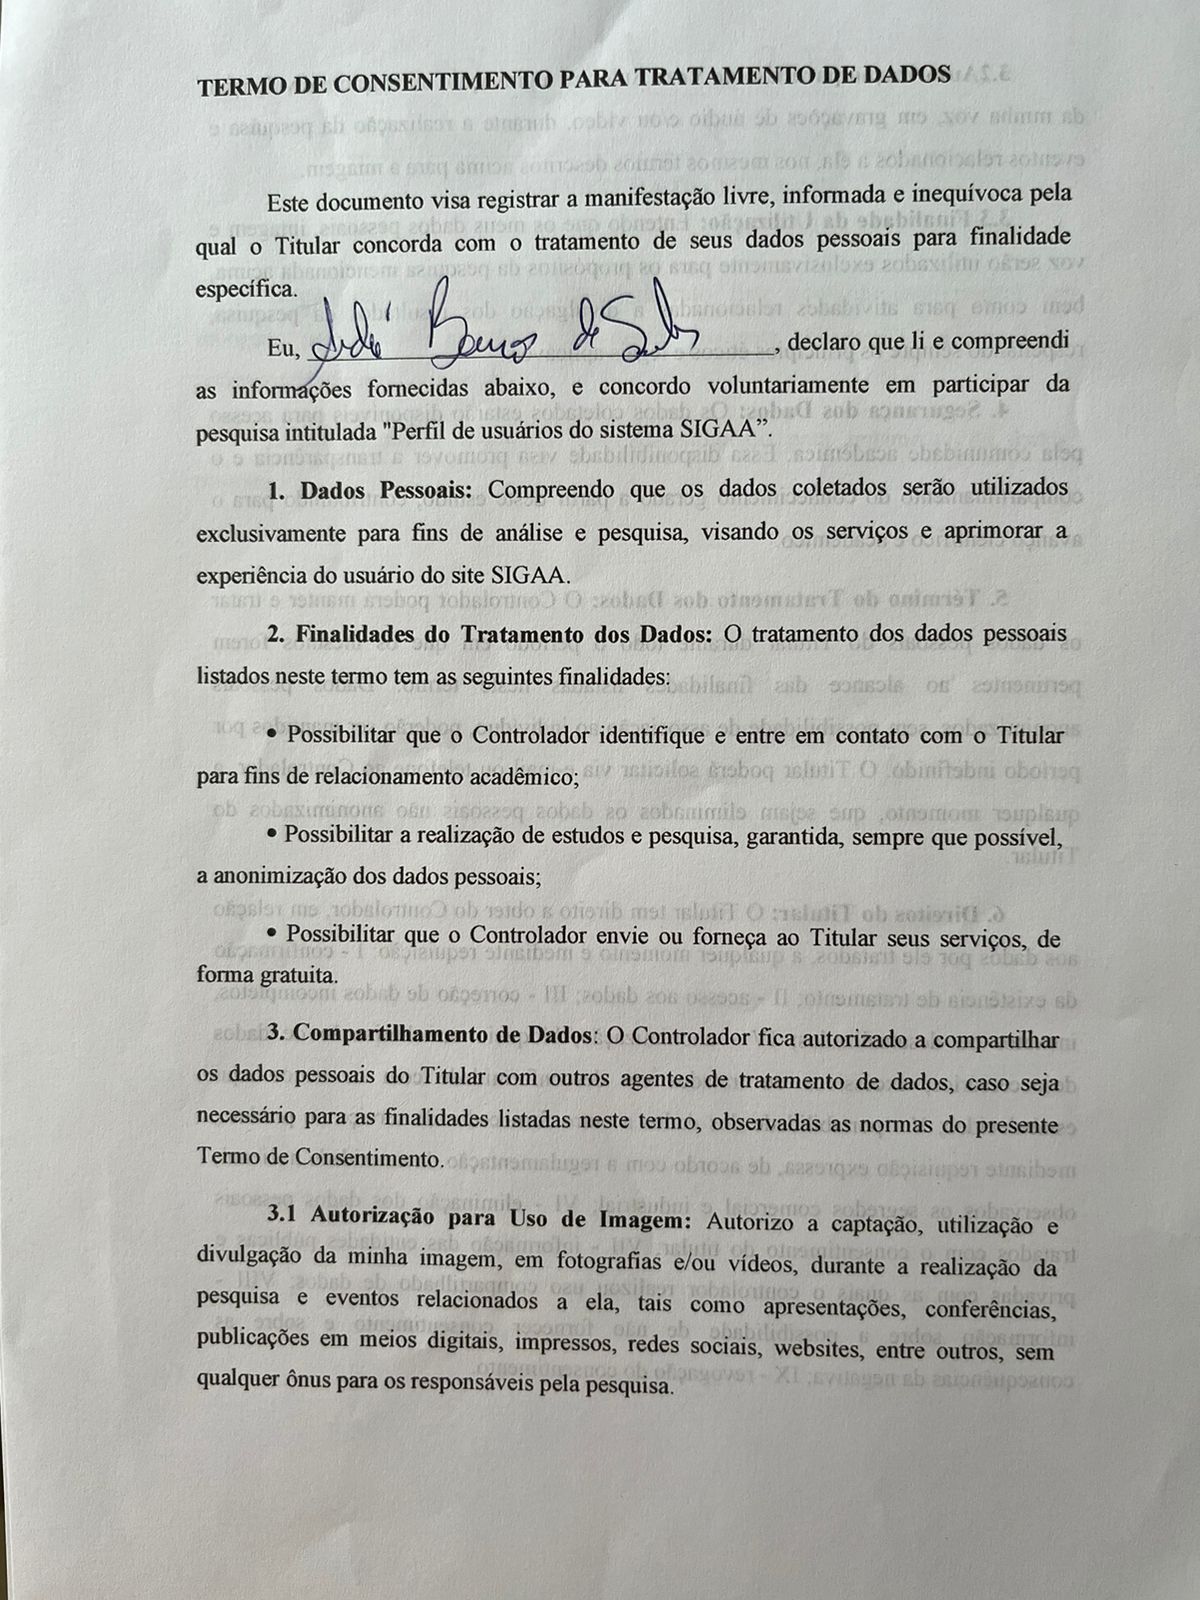 TERMO DE CONSENTIMENTO PARA TRATAMENTO DE DADOS
Este documento visa registrar a manifestação livre, informada e inequívoca pela
qual o Titular concorda com o tratamento de seus dados pessoais para finalidade
específica.
Eu, de , declaro que li e compreendi
as informações fornecidas abaixo, e concordo voluntariamente em participar da
pesquisa intitulada "Perfil de usuários do sistema SIGAA”.
1. Dados Pessoais: Compreendo que os dados coletados serão utilizados
exclusivamente para fins de análise e pesquisa, visando os serviços e aprimorar a
experiência do usuário do site SIGAA.
2. Finalidades do Tratamento dos Dados: O tratamento dos dados pessoais
listados neste termo tem as seguintes finalidades:
• Possibilitar que o Controlador identifique e entre em contato com o Titular
para fins de relacionamento acadêmico;
• Possibilitar a realização de estudos e pesquisa, garantida, sempre que possível,
a anonimização dos dados pessoais;
• Possibilitar que o Controlador envie ou forneça ao Titular seus serviços, de
forma gratuita.
3. Compartilhamento de Dados: O Controlador fica autorizado a compartilhar
os dados pessoais do Titular com outros agentes de tratamento de dados, caso seja
necessário para as finalidades listadas neste termo, observadas as normas do presente
Termo de Consentimento.
3.1 Autorização para Uso de Imagem: Autorizo a captação, utilização e
divulgação da minha imagem, em fotografias e/ou vídeos, durante a realização da
pesquisa e eventos relacionados a ela, tais como apresentações, conferências,
publicações em meios digitais, impressos, redes sociais, websites, entre outros, sem
qualquer ônus para os responsáveis pela pesquisa.